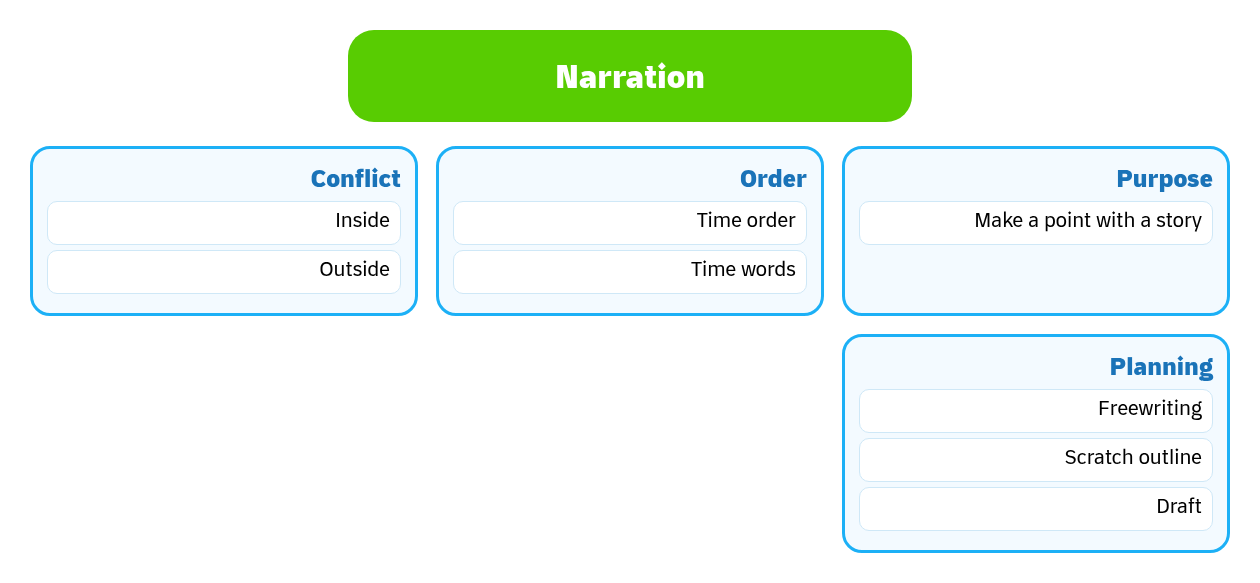 Narration
Purpose
Make a point with a story
Order
Time order
Time words
Conflict
Inside
Outside
Planning
Freewriting
Scratch outline
Draft